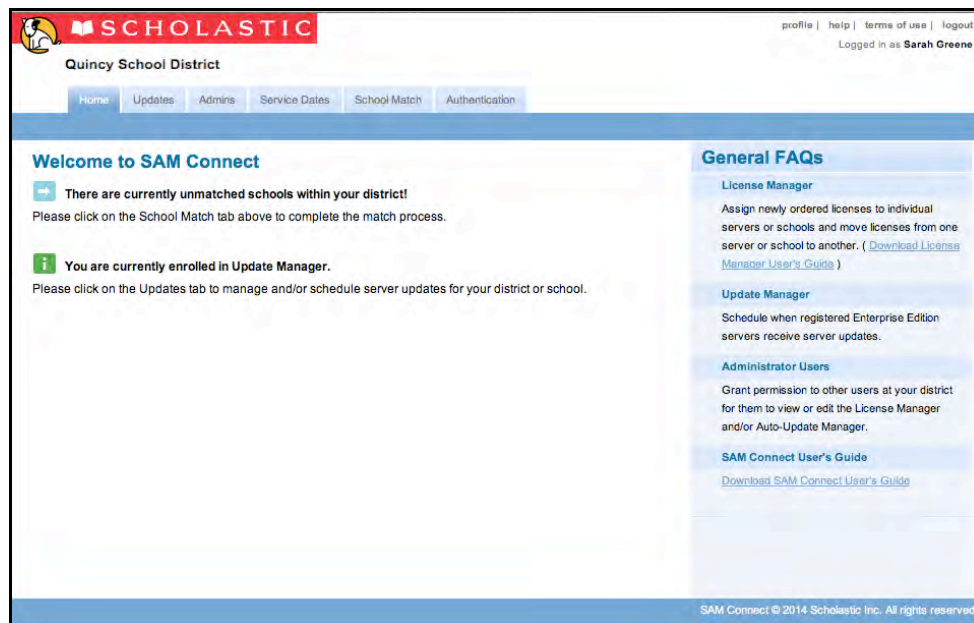 SCHOLASTIC
profile | help | terms of use | logout
Logged in as Sarah Greene
Quincy School District
Home Updates Admins Service Dates School Match Authentication
Welcome to SAM Connect
There are currently unmatched schools within your district!
Please click on the School Match tab above to complete the match process.
You are currently enrolled in Update Manager.
Please click on the Updates tab to manage and/or schedule server updates for your district or school.
General FAQs
License Manager
Assign newly ordered licenses to individual
servers or schools and move licenses from one
server or school to another. ( Download License
Manager User's Guide )
Update Manager
Schedule when registered Enterprise Edition
servers receive server updates.
Administrator Users
Grant permission to other users at your district
for them to view or edit the License Manager
and/or Auto-Update Manager.
SAM Connect User's Guide
Download SAM Connect User's Guide
SAM Connect © 2014 Scholastic Inc. All rights reserved